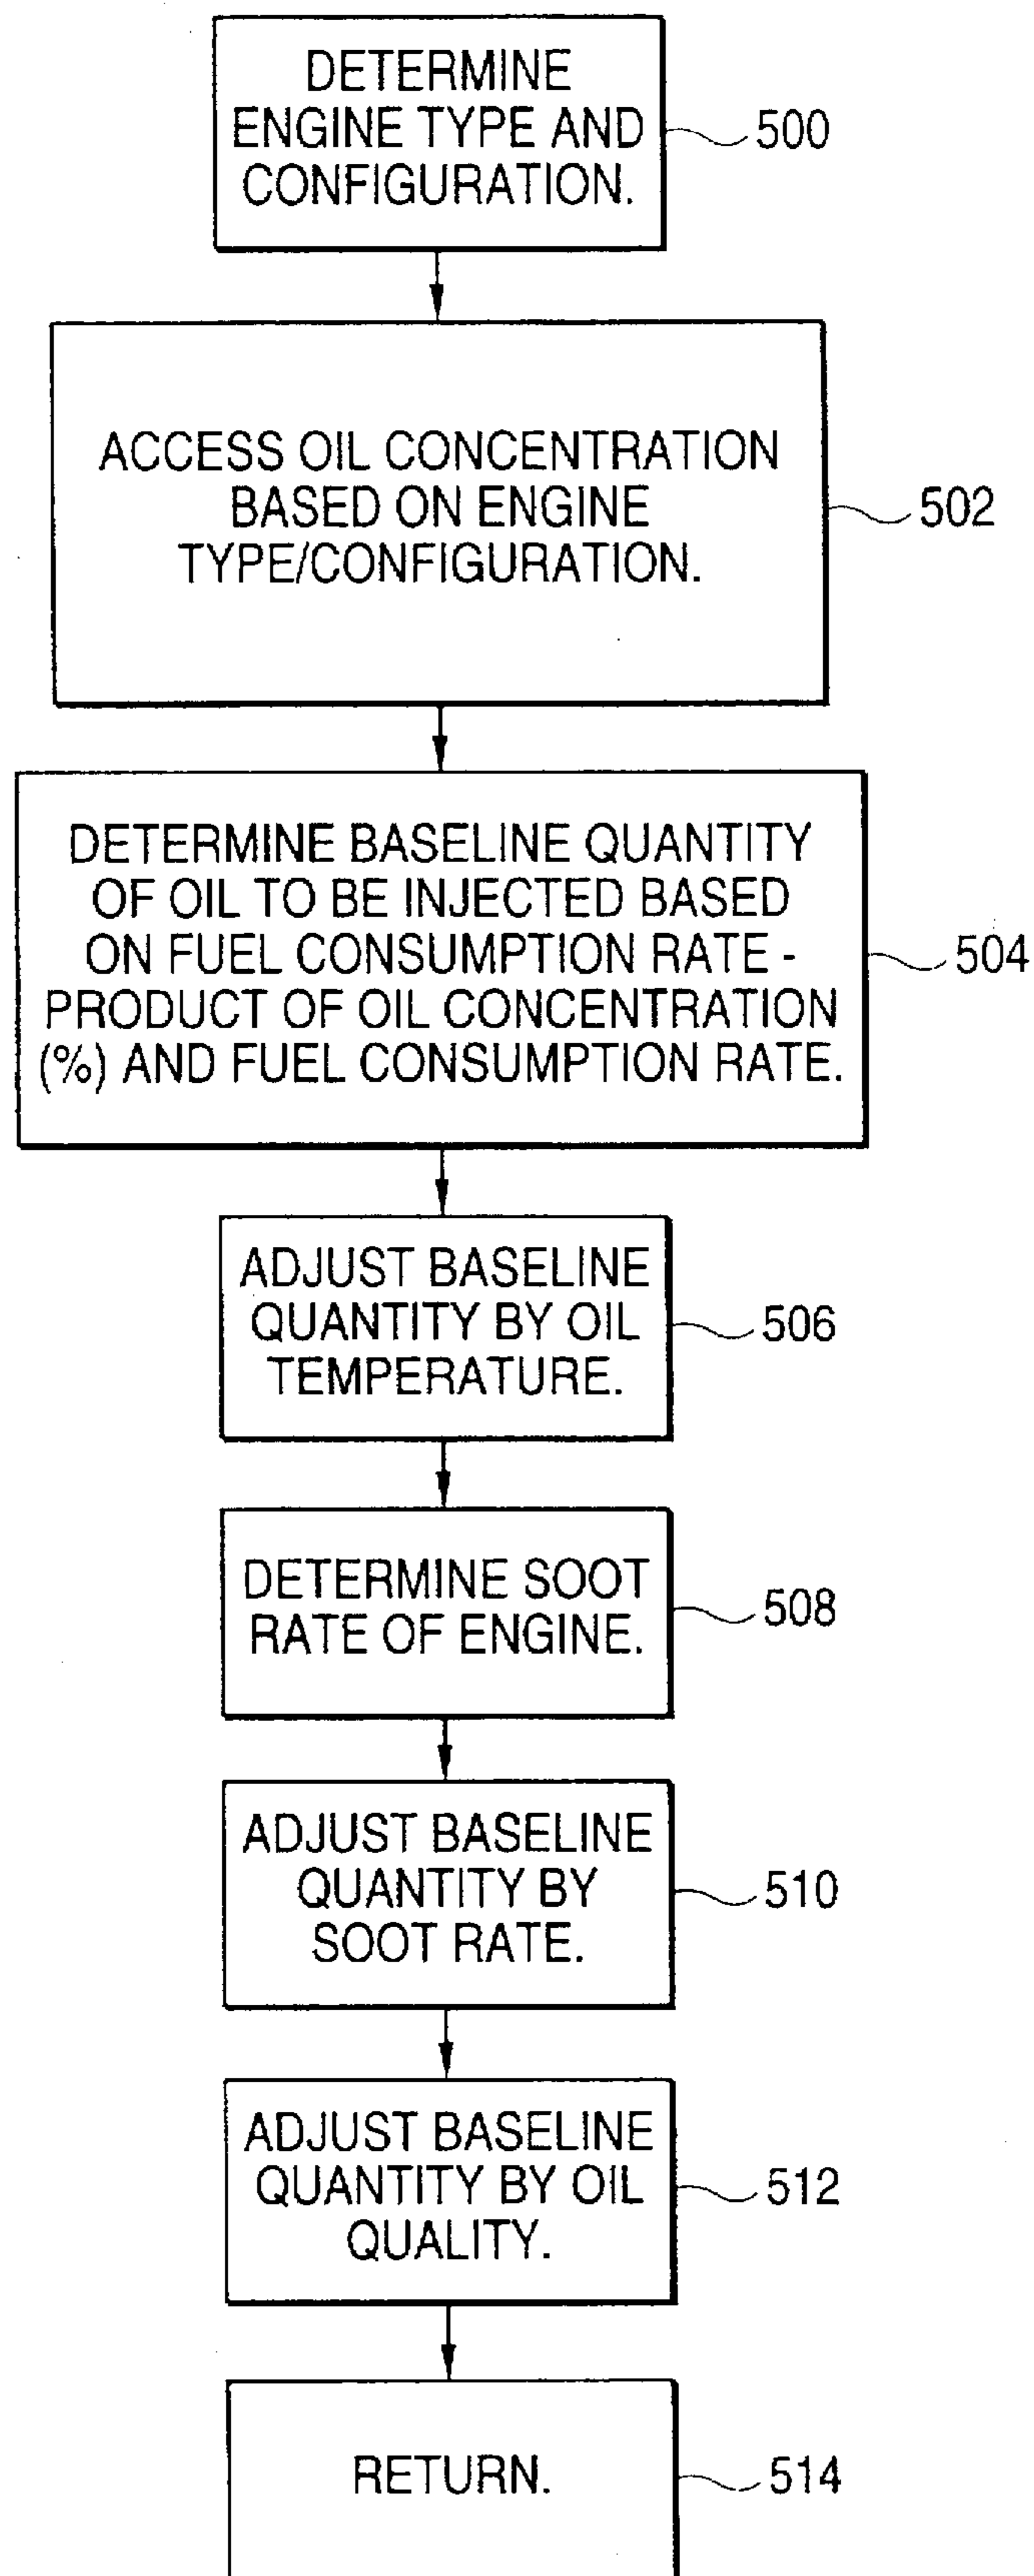 DETERMINE
ENGINE TYPE AND
CONFIGURATION.
500
ACCESS OIL CONCENTRATION
BASED ON ENGINE
TYPE/CONFIGURATION.
502
DETERMINE BASELINE QUANTITY
OF OIL TO BE INJECTED BASED
ON FUEL CONSUMPTION RATE -
PRODUCT OF OIL CONCENTRATION
(%) AND FUEL CONSUMPTION RATE.
504
ADJUST BASELINE
QUANTITY BY OIL
TEMPERATURE.
506
DETERMINE SOOT
RATE OF ENGINE.
508
ADJUST BASELINE
QUANTITY BY
SOOT RATE.
510
ADJUST BASELINE
QUANTITY BY OIL
QUALITY.
512
RETURN.
514